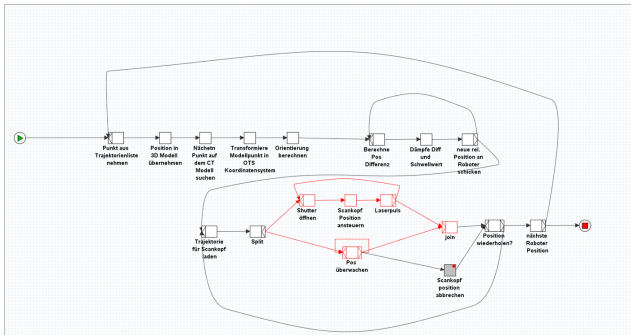 Punkt aus
Trajektorienliste
nehmen
Position in
3D Modell
übernehmen
Nächetn
Punkt auf
dem CT
Modell
suchen
Transformiere
Modellpunkt in
OTS
Koordinatensystem
Orientierung
berechnen
Berechne
Pos
Differenz
Dämpfe Diff
und
Schwellwert
neue rel.
Position an
Roboter
schicken
Shutter
öffnen
Scankopf
Position
ansteuern
Laserpuls
Trajektorie
für Scankopf
laden
Split
join
Position
wiederholen?
nächste
Roboter
Position
Pos
überwachen
Scankopf
position
abbrechen